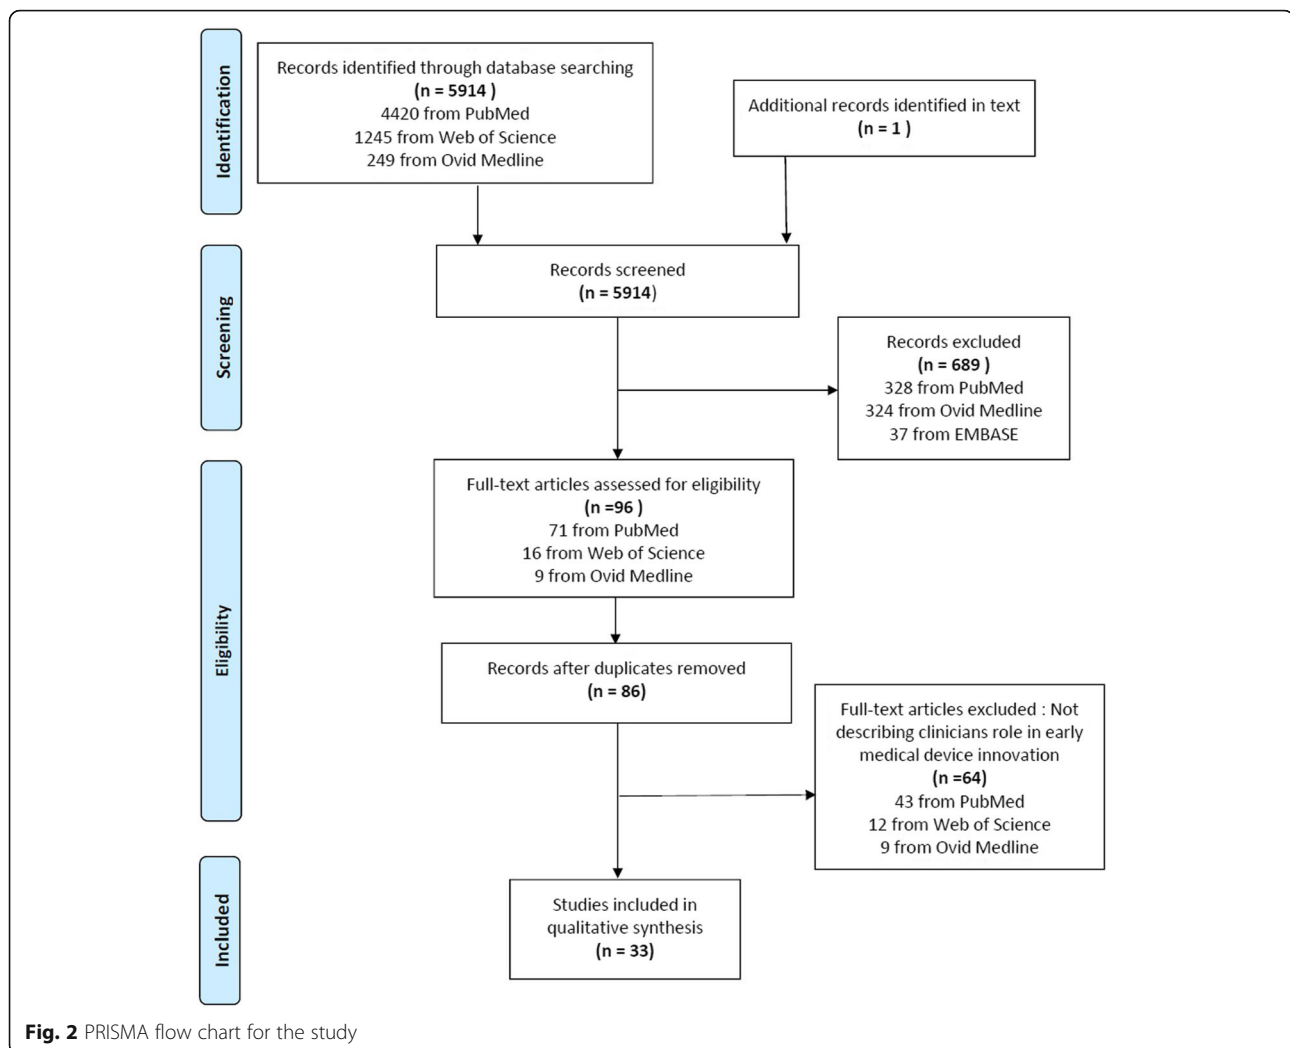 Identification
Records identified through database searching
(n = 5914 )
4420 from PubMed
1245 from Web of Science
249 from Ovid Medline
Additional records identified in text
(n = 1 )
Screening
Records screened
(n = 5914)
Records excluded
(n = 689 )
328 from PubMed
324 from Ovid Medline
37 from EMBASE
Eligibility
Full-text articles assessed for eligibility
(n =96 )
71 from PubMed
16 from Web of Science
9 from Ovid Medline
Records after duplicates removed
(n = 86)
Full-text articles excluded : Not
describing clinicians role in early
medical device innovation
(n =64)
43 from PubMed
12 from Web of Science
9 from Ovid Medline
Included
Studies included in
qualitative synthesis
(n = 33)
Fig. 2 PRISMA flow chart for the study